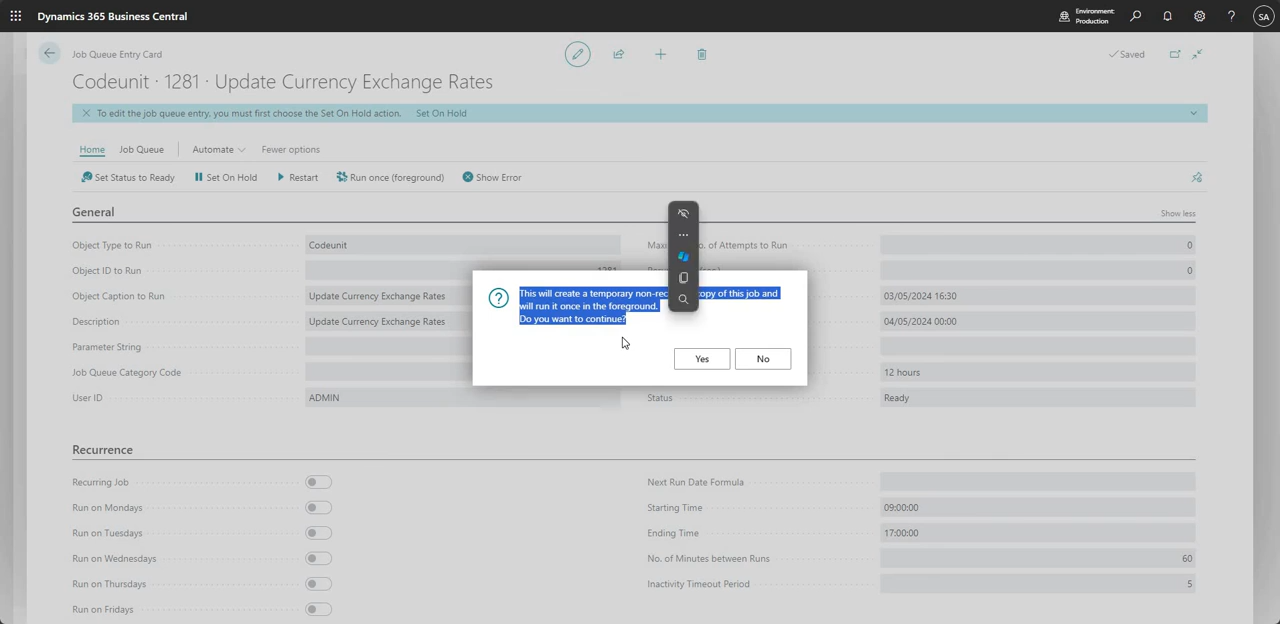 Dynamics 365 Business Central
Environment:
Production
SA
Job Queue Entry Card
Saved
Codeunit · 1281 · Update Currency Exchange Rates
To edit the job queue entry, you must first choose the Set On Hold action. Set On Hold
Home Job Queue Automate Fewer options
Set Status to Ready Set On Hold Restart Run once (foreground) Show Error
General Show less
Object Type to Run Codeunit of Attempts to Run 0
Object ID to Run 0
Object Caption to Run Update Currency Exchange Rates 03/05/2024 16:30
Description Update Currency Exchange Rates 04/05/2024 00:00
Parameter String
Job Queue Category Code 12 hours
User ID ADMIN Status Ready
This will create a temporary copy of this job and
will run it once in the foreground.
Do you want to continue?
Yes No
Recurrence
Recurring Job Next Run Date Formula
Run on Mondays Starting Time 09:00:00
Run on Tuesdays Ending Time 17:00:00
Run on Wednesdays No. of Minutes between Runs 60
Run on Thursdays Inactivity Timeout Period 5
Run on Fridays